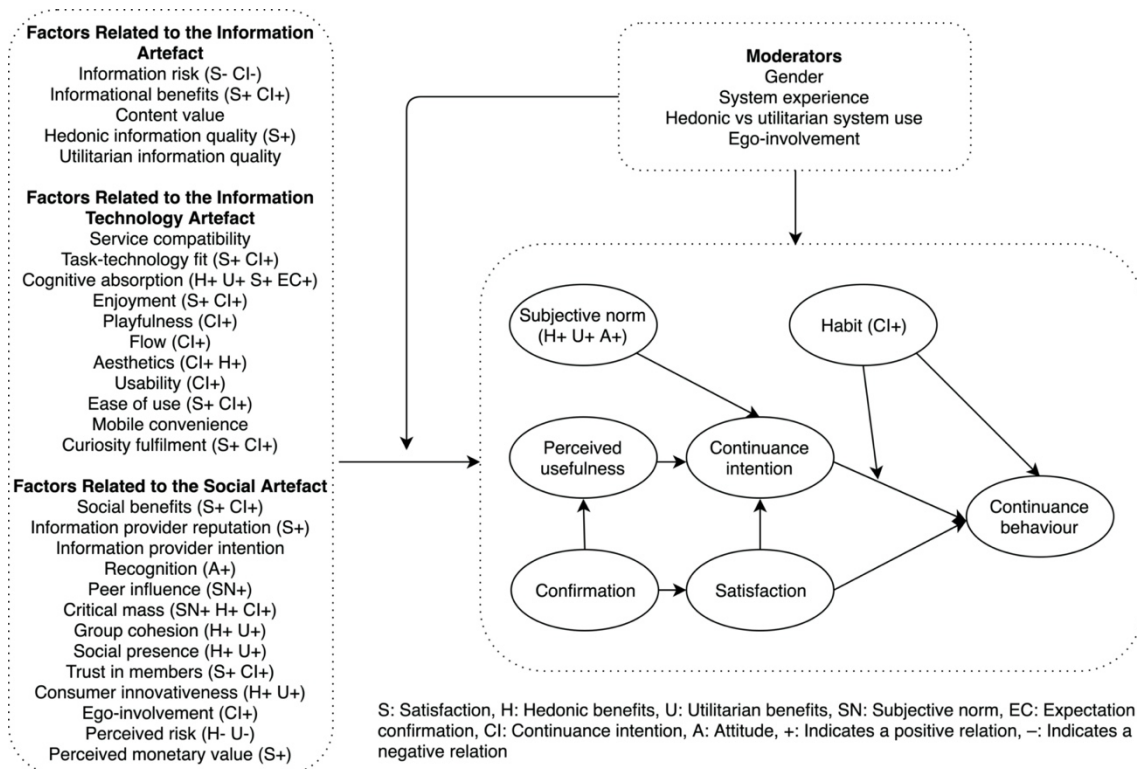 Factors Related to the Information
Artefact
Information risk (S- CI-)
Informational benefits (S+ CI+)
Content value
Hedonic information quality (S+)
Utilitarian information quality
Factors Related to the Information
Technology Artefact
Service compatibility
Task-technology fit (S+ CI+)
Cognitive absorption (H+ U+ S+ EC+)
Enjoyment (S+ CI+)
Playfulness (CI+)
Flow (CI+)
Aesthetics (CI+ H+)
Usability (CI+)
Ease of use (S+ CI+)
Mobile convenience
Curiosity fulfilment (S+ CI+)
Factors Related to the Social Artefact
Social benefits (S+ CI+)
Information provider reputation (S+)
Information provider intention
Recognition (A+)
Peer influence (SN+)
Critical mass (SN+ H+ CI+)
Group cohesion (H+ U+)
Social presence (H+ U+)
Trust in members (S+ CI+)
Consumer innovativeness (H+ U+)
Ego-involvement (CI+)
Perceived risk (H- U-)
Perceived monetary value (S+)
Moderators
Gender
System experience
Hedonic vs utilitarian system use
Ego-involvement
Subjective norm
(H+ U+ A+)
Habit (CI+)
Perceived
usefulness
Continuance
intention
Continuance
behaviour
Confirmation
Satisfaction
S: Satisfaction, H: Hedonic benefits, U: Utilitarian benefits, SN: Subjective norm, EC: Expectation
confirmation, CI: Continuance intention, A: Attitude, +: Indicates a positive relation, –: Indicates a
negative relation